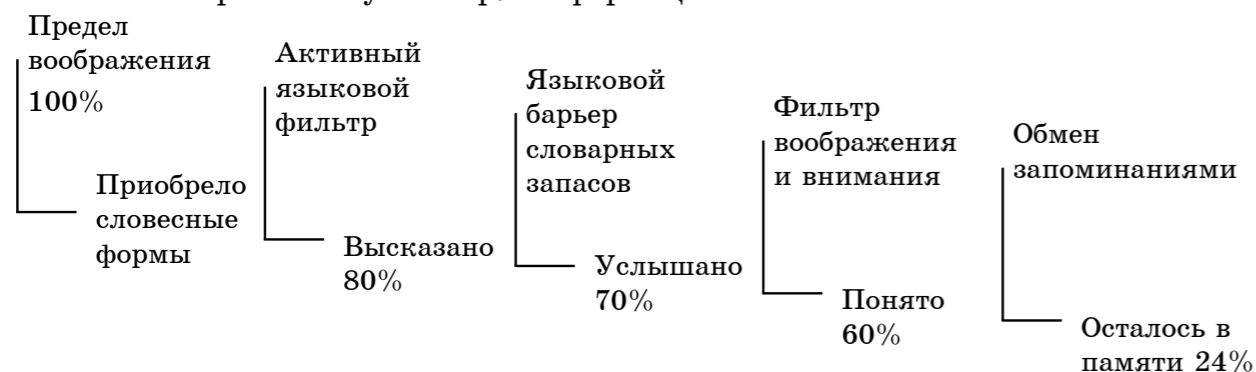 Предел
воображения
100%
Приобрело
словесные
формы
Активный
языковой
фильтр
Высказано
80%
Языковой
барьер
словарных
запасов
Услышано
70%
Фильтр
воображения
и внимания
Понято
60%
Обмен
запоминаниями
Осталось в
памяти 24%